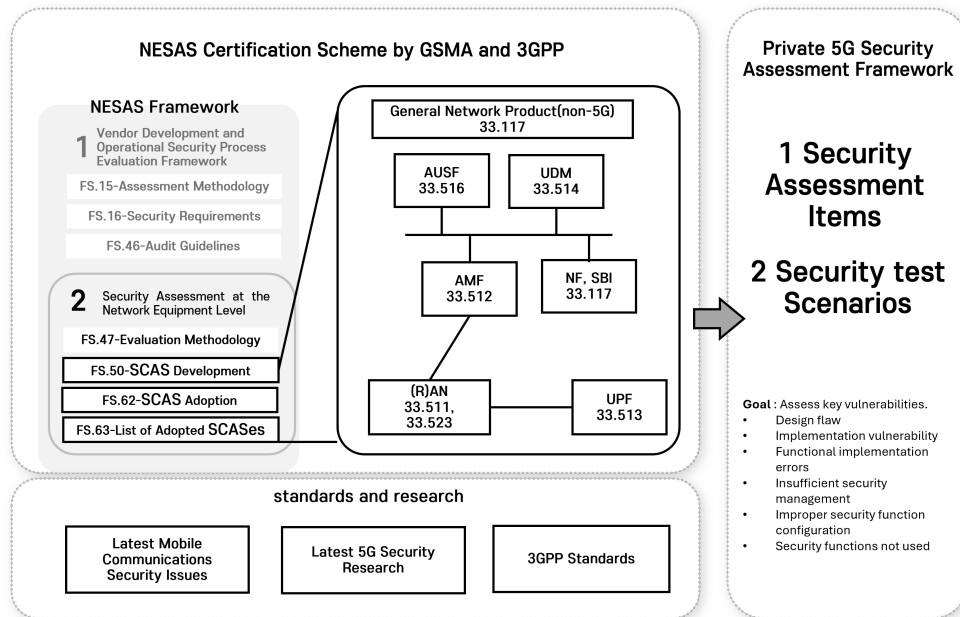 NESAS Certification Scheme by GSMA and 3GPP
NESAS Framework
1
Vendor Development and
Operational Security Process
Evaluation Framework
FS.15-Assessment Methodology
FS.16-Security Requirements
FS.46-Audit Guidelines
2
Security Assessment at the
Network Equipment Level
FS.47-Evaluation Methodology
FS.50-SCAS Development
FS.62-SCAS Adoption
FS.63-List of Adopted SCASes
General Network Product(non-5G)
33.117
AUSF
33.516
UDM
33.514
AMF
33.512
NF, SBI
33.117
(R)AN
33.511,
33.523
UPF
33.513
standards and research
Latest Mobile
Communications
Security Issues
Latest 5G Security
Research
3GPP Standards
Private 5G Security
Assessment Framework
1 Security
Assessment
Items
2 Security test
Scenarios
Goal : Assess key vulnerabilities.
• Design flaw
• Implementation vulnerability
• Functional implementation
errors
• Insufficient security
management
• Improper security function
configuration
• Security functions not used